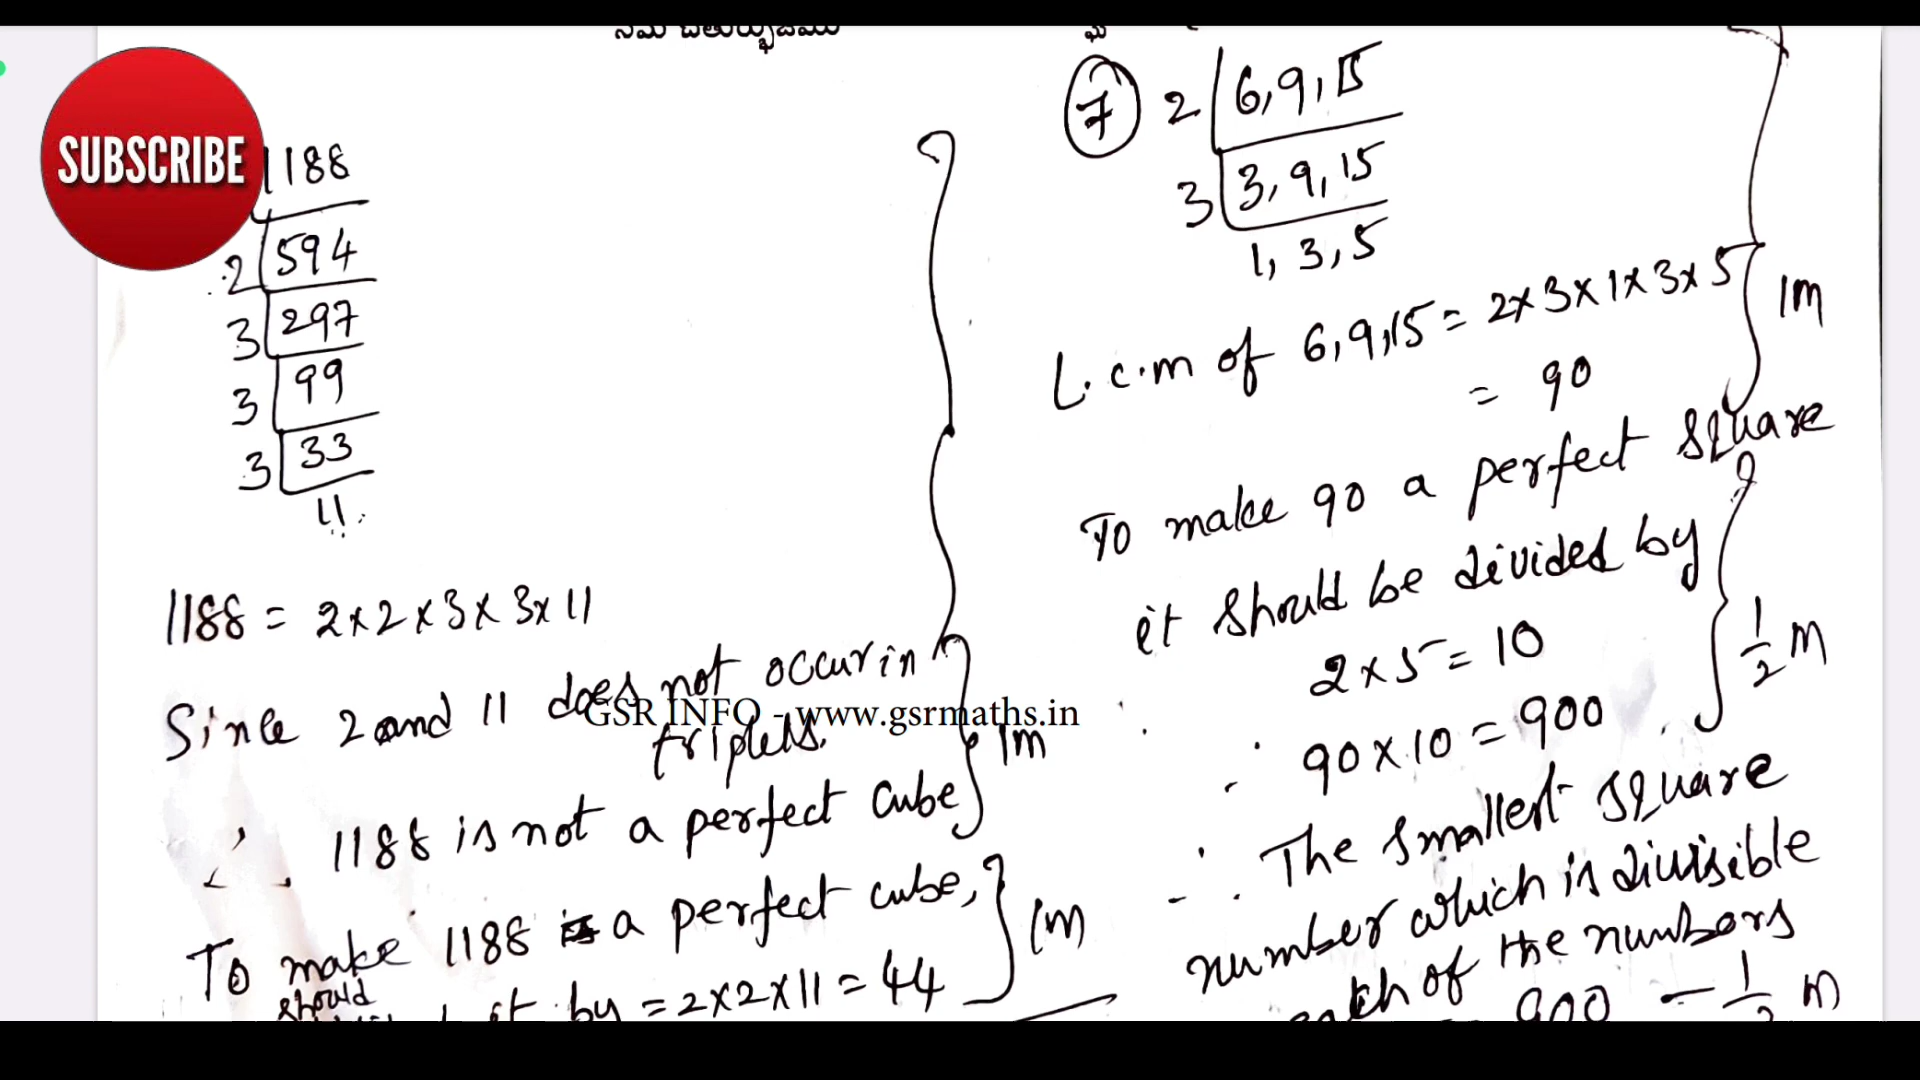 SUBSCRIBE
1188
2 594
3 297
3 99
3 33
11
1188 = 2×2×3×3×11
Since 2 and 11 does not occur in
triplets.
∴ 1188 is not a perfect cube
1m
To make 1188 is a perfect cube,
should
it by = 2×2×11 = 44
1m
GSR INFO - www.gsrmaths.in
7
2 6,9,15
3 3,9,15
1, 3, 5
L.c.m of 6,9,15 = 2×3×1×3×5
= 90
1m
To make 90 a perfect square
it should be divided by
2×5 = 10
∴ 90×10 = 900
1/2 m
∴ The smallest square
number which is divisible
each of the numbers
900 - 1/2 m